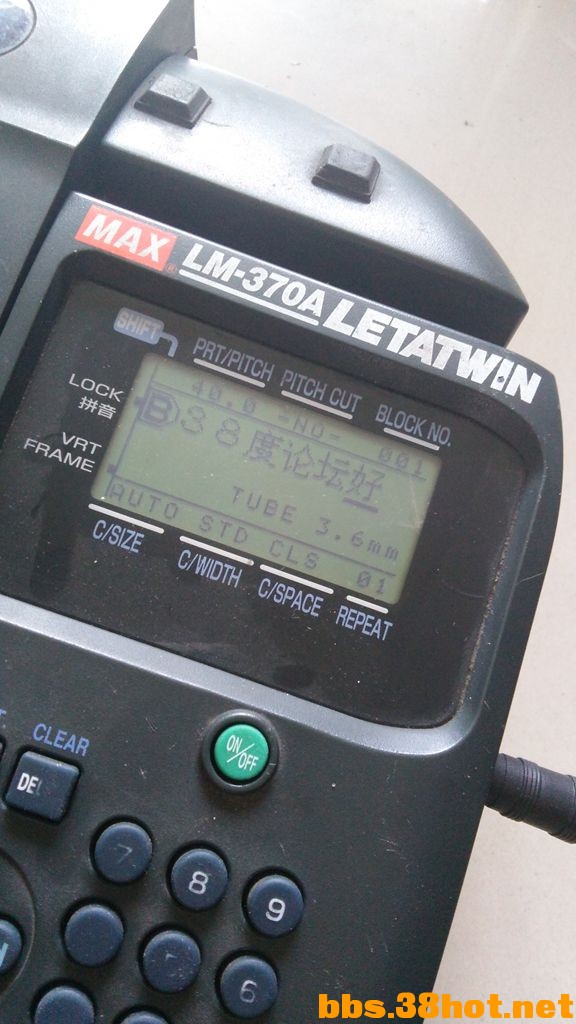 MAX LM-370A LETATWIN
SHIFT PRT/PITCH PITCH CUT BLOCK NO.
LOCK
拼音
40.0 -NO- 001
VRT
FRAME
B38度论坛好
TUBE 3.6mm
AUTO STD CLS 01
C/SIZE C/WIDTH C/SPACE REPEAT
CLEAR
ON/OFF
DEL
7 8 9
6
bbs.38hot.net